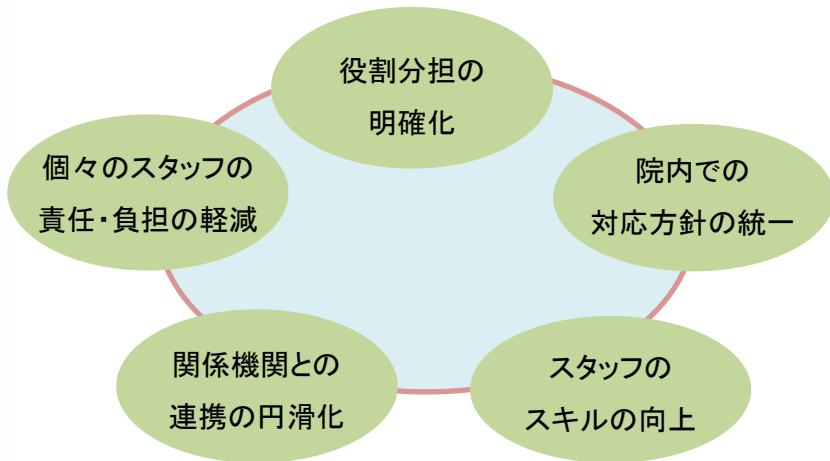 役割分担の
明確化
個々のスタッフの
責任・負担の軽減
院内での
対応方針の統一
関係機関との
連携の円滑化
スタッフの
スキルの向上